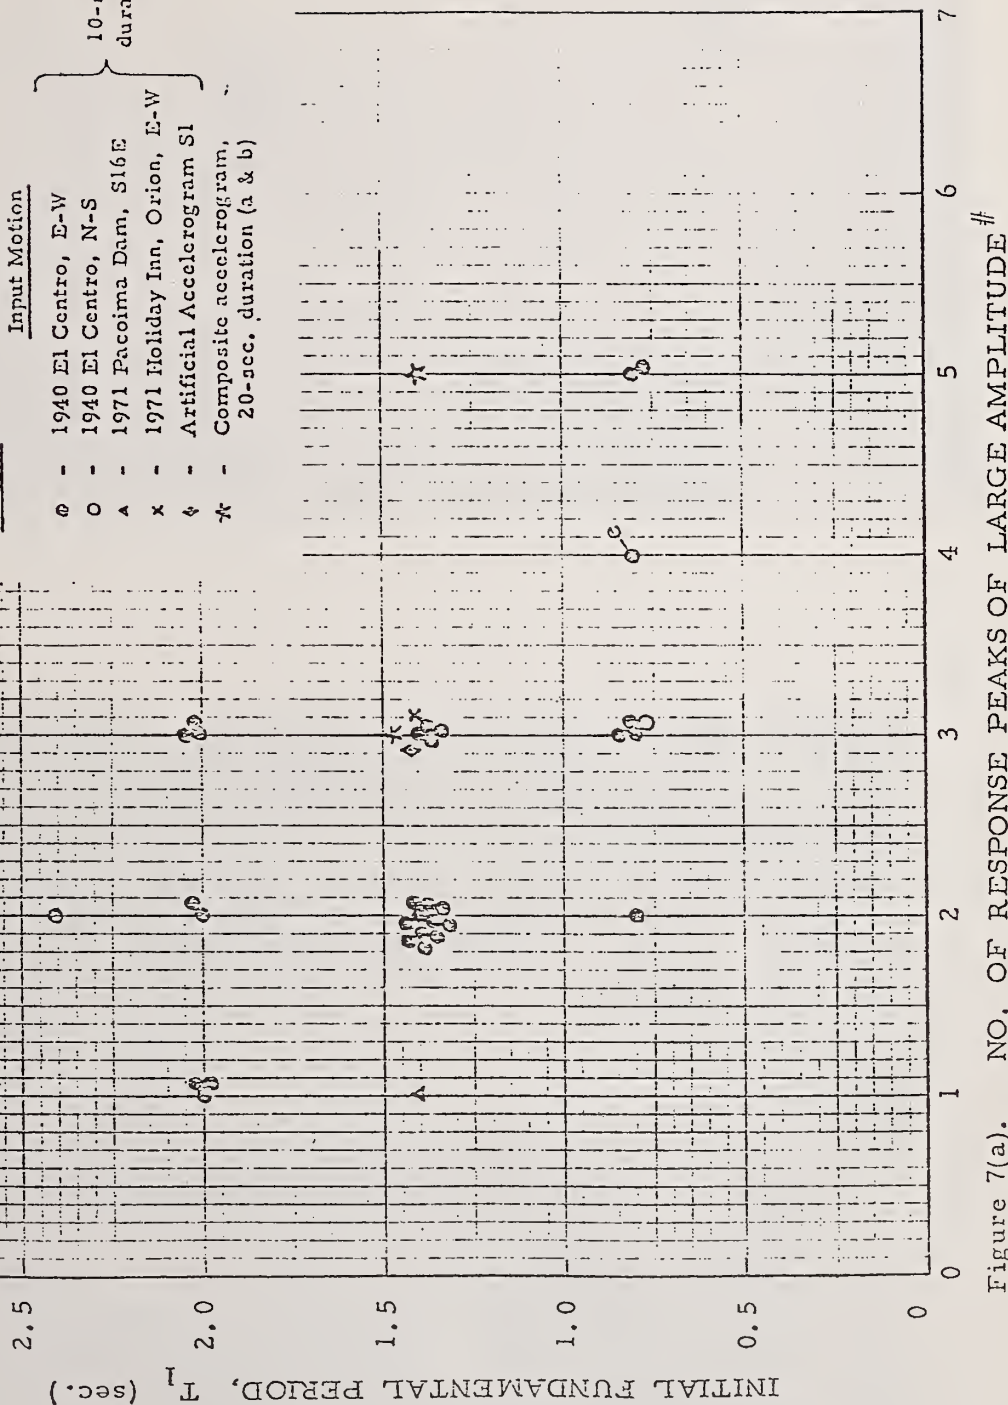 Input Motion
1940 El Centro, E-W
1940 El Centro, N-S
1971 Pacoima Dam, S16E
1971 Holiday Inn, Orion, E-W
Artificial Accelerogram S1
Composite accelerogram,
20-sec. duration (a & b)
10-
dura
INITIAL FUNDAMENTAL PERIOD, T1 (sec.)
2.5
2.0
1.5
1.0
0.5
0
0 1 2 3 4 5 6 7
Figure 7(a). NO. OF RESPONSE PEAKS OF LARGE AMPLITUDE#